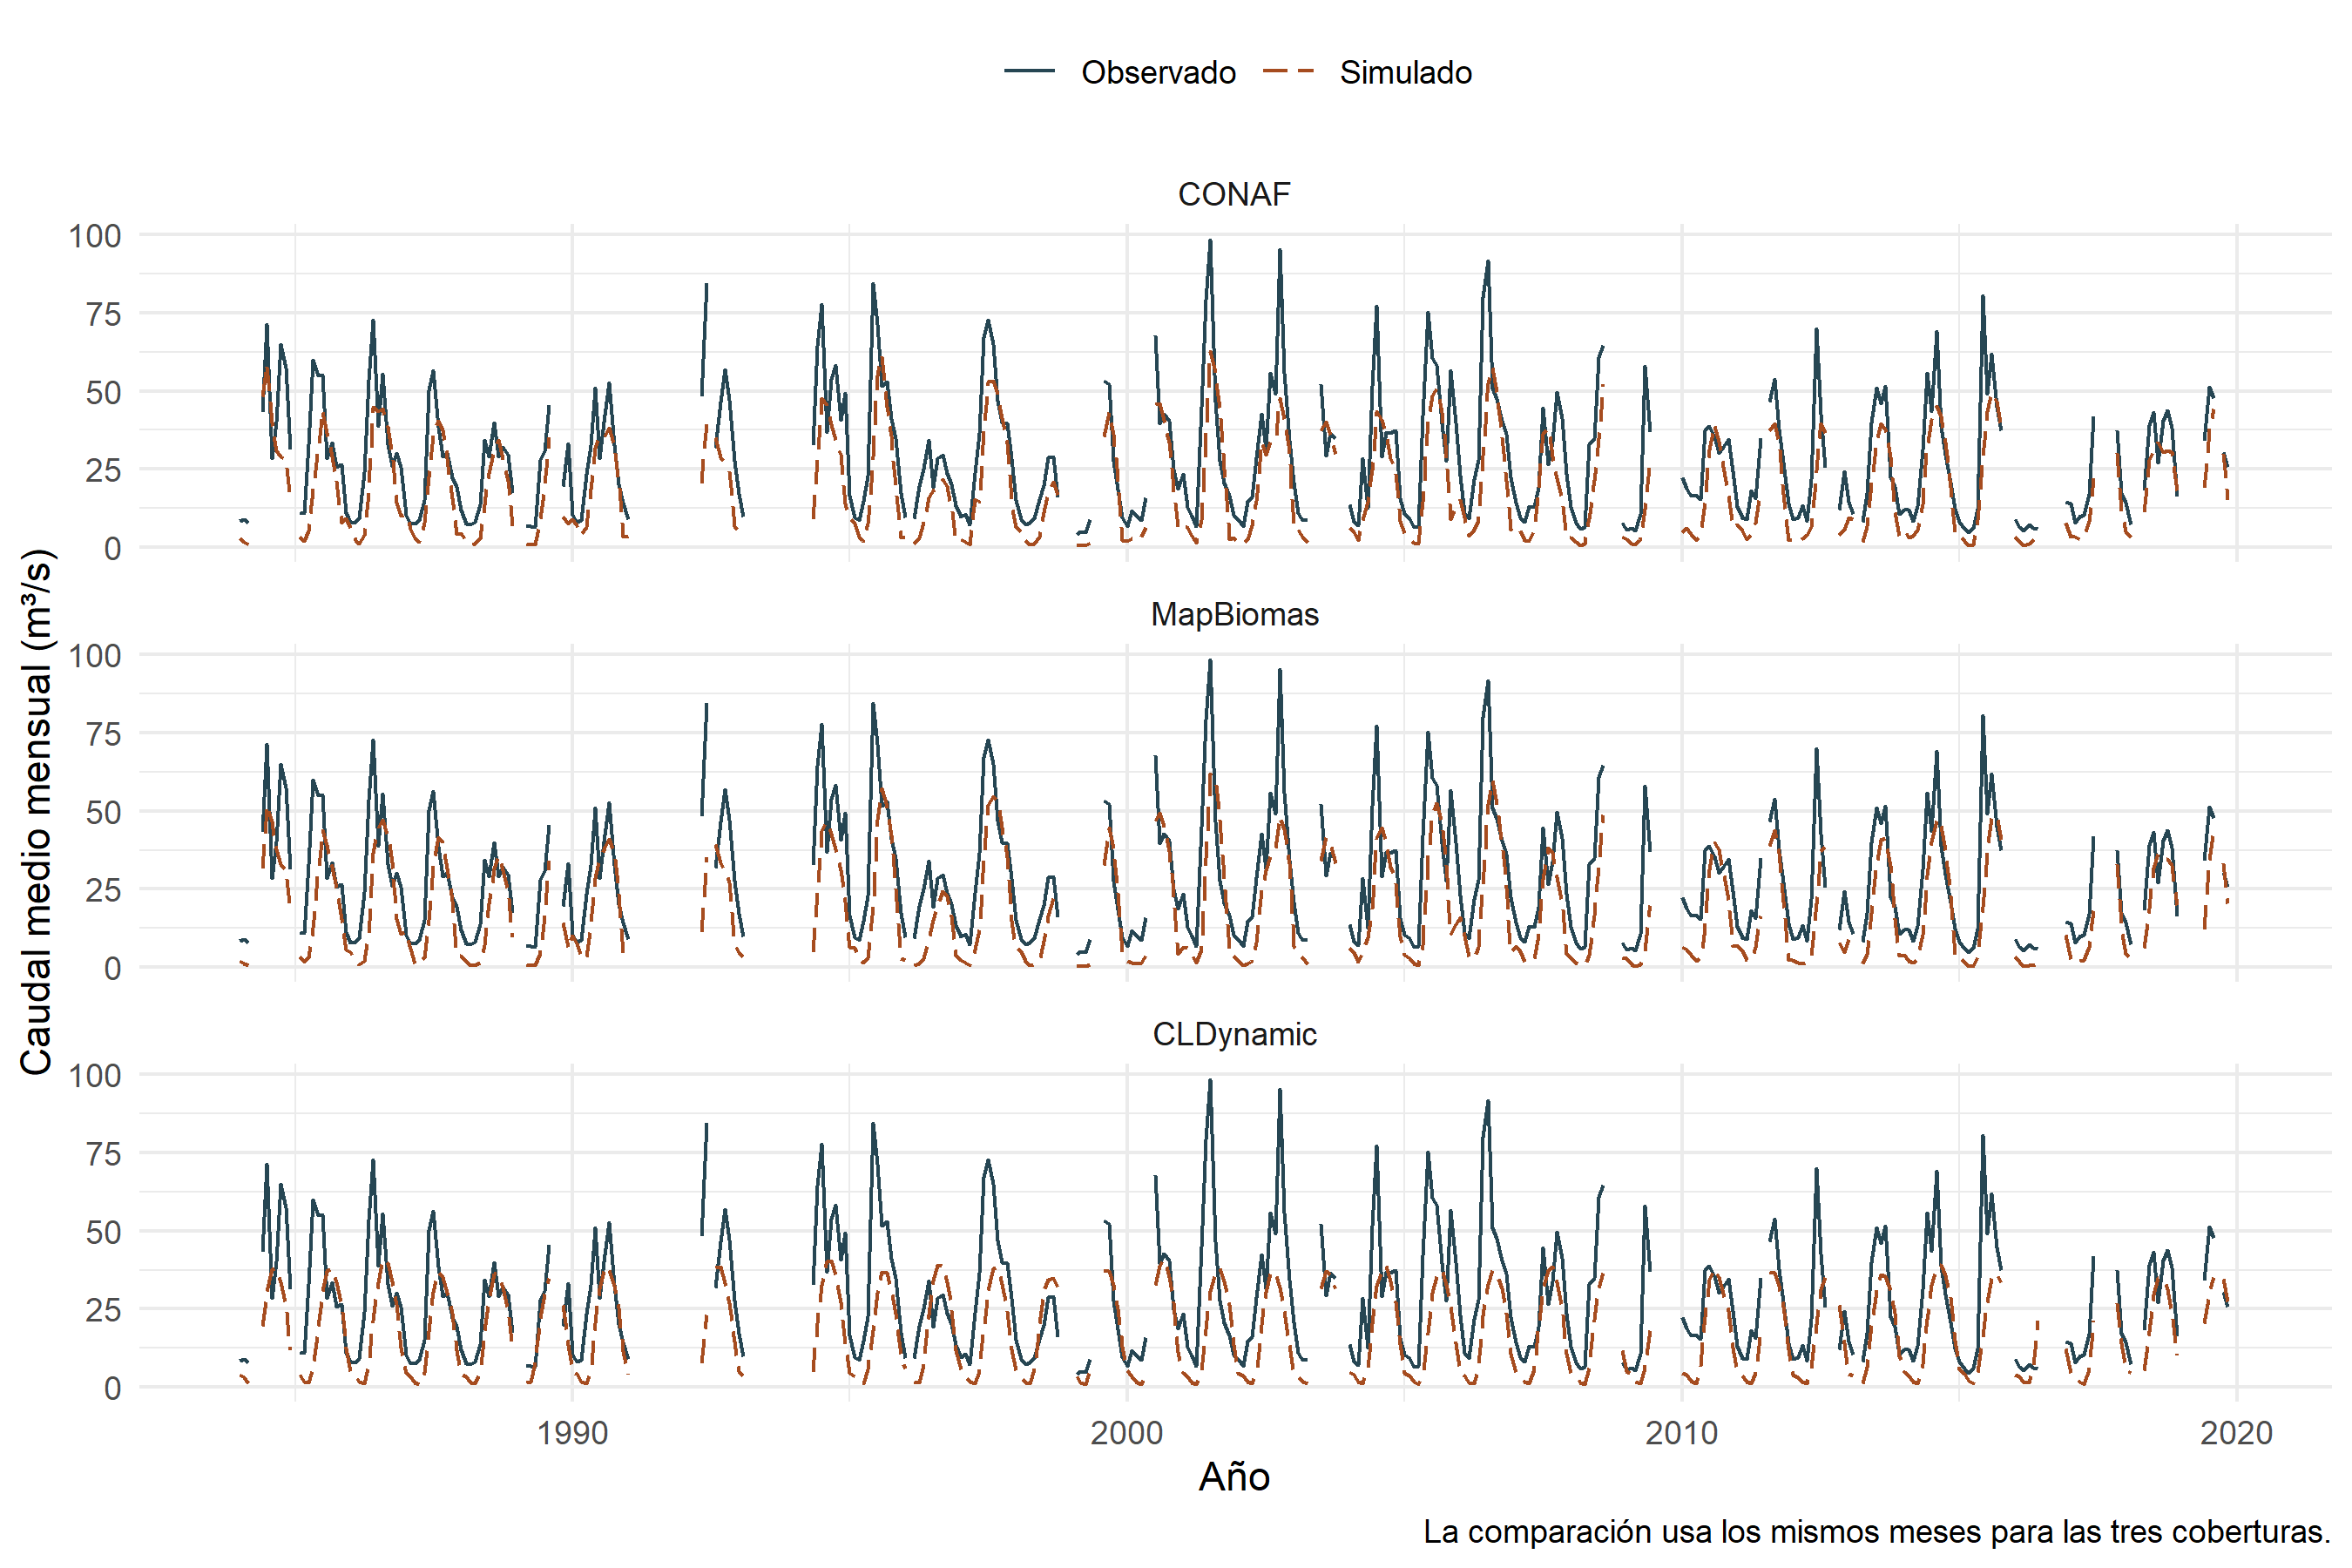 Observado Simulado
CONAF
100
75
50
25
0
MapBiomas
100
75
50
25
0
CLDynamic
100
75
50
25
0
Caudal medio mensual (m³/s)
1990 2000 2010 2020
Año
La comparación usa los mismos meses para las tres coberturas.